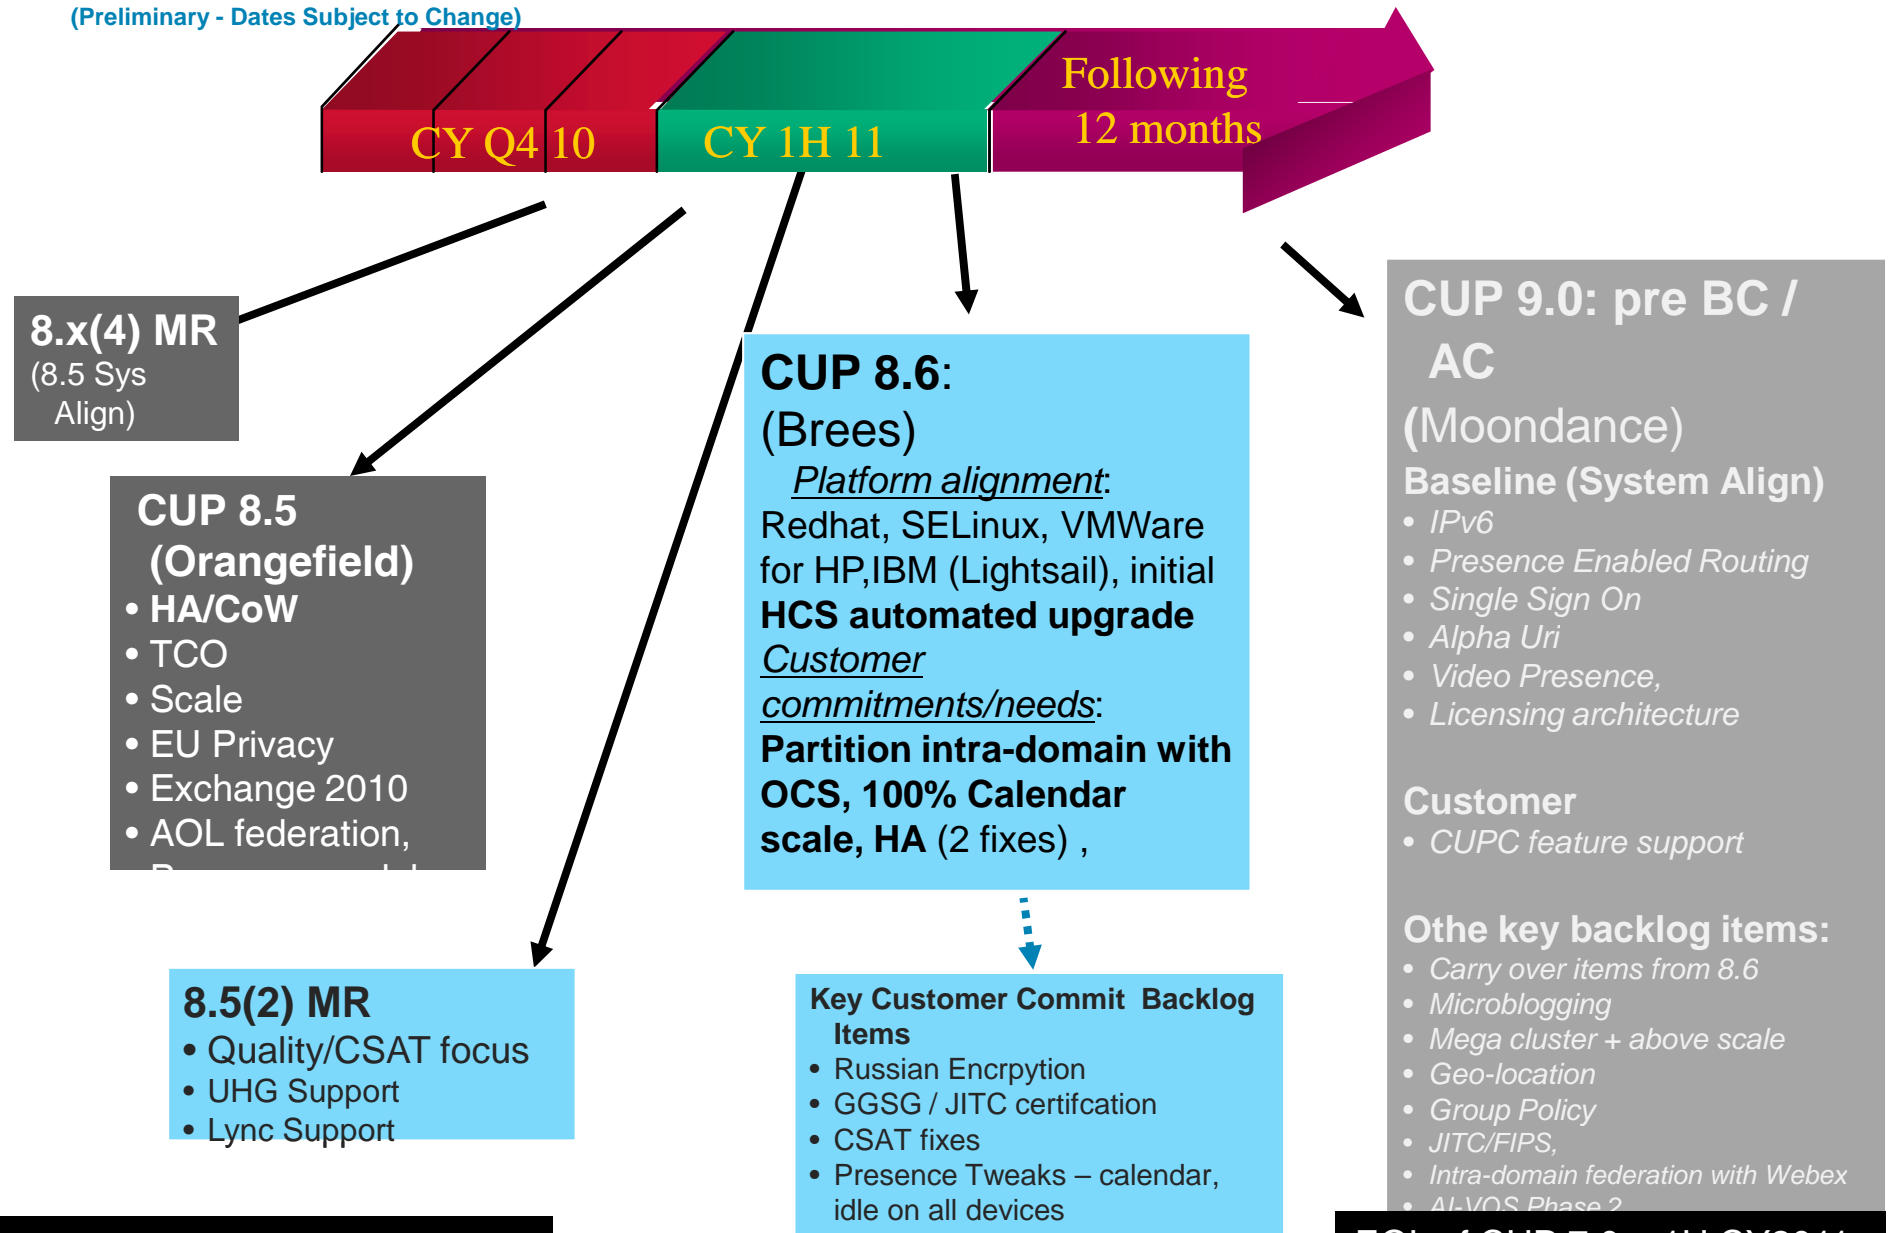 (Preliminary - Dates Subject to Change)
CY Q4 10
CY 1H 11
Following
12 months
8.x(4) MR
(8.5 Sys
Align)
CUP 8.5
(Orangefield)
• HA/CoW
• TCO
• Scale
• EU Privacy
• Exchange 2010
• AOL federation,
8.5(2) MR
• Quality/CSAT focus
• UHG Support
• Lync Support
CUP 8.6:
(Brees)
Platform alignment:
Redhat, SELinux, VMWare
for HP,IBM (Lightsail), initial
HCS automated upgrade
Customer
commitments/needs:
Partition intra-domain with
OCS, 100% Calendar
scale, HA (2 fixes) ,
Key Customer Commit Backlog
Items
• Russian Encrpytion
• GGSG / JITC certifcation
• CSAT fixes
• Presence Tweaks – calendar,
idle on all devices
CUP 9.0: pre BC /
AC
(Moondance)
Baseline (System Align)
• IPv6
• Presence Enabled Routing
• Single Sign On
• Alpha Uri
• Video Presence,
• Licensing architecture
Customer
• CUPC feature support
Othe key backlog items:
• Carry over items from 8.6
• Microblogging
• Mega cluster + above scale
• Geo-location
• Group Policy
• JITC/FIPS,
• Intra-domain federation with Webex
• AI-VOS Phase 2